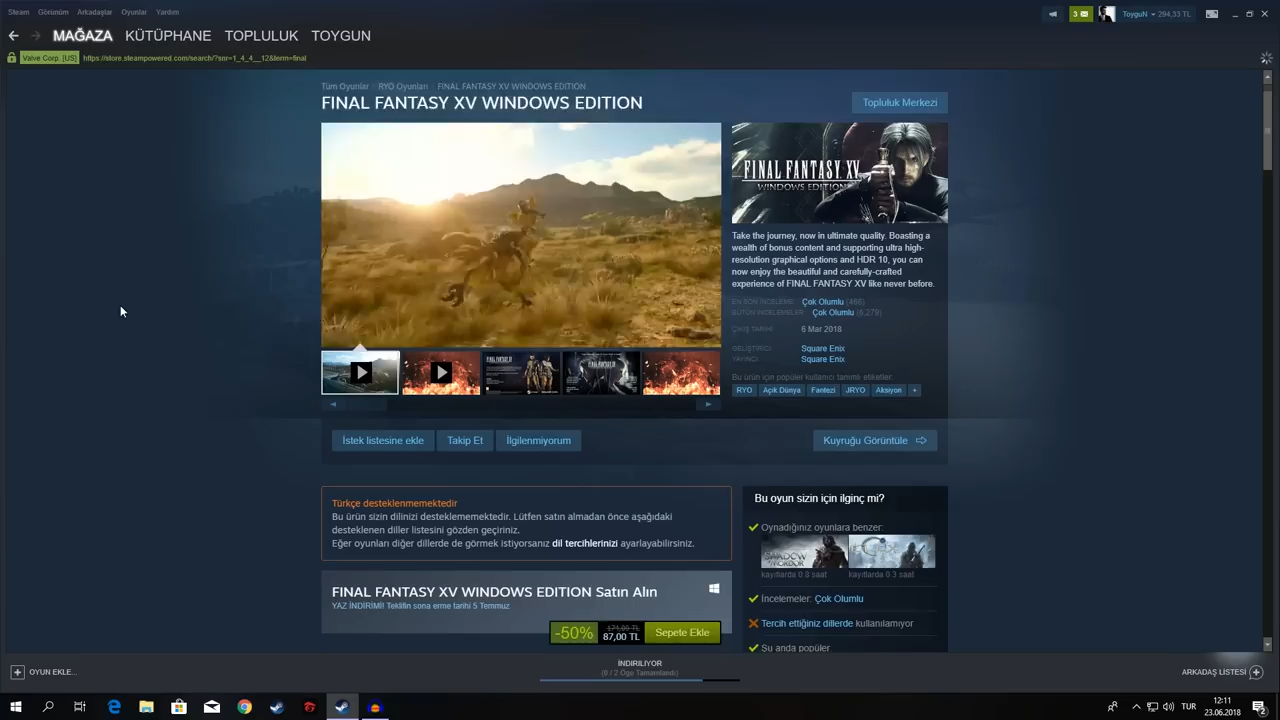 Steam Görünüm Arkadaşlar Oyunlar Yardım
3
ToyguN 294,33 TL
MAĞAZA KÜTÜPHANE TOPLULUK TOYGUN
Valve Corp. [US] https://store.steampowered.com/search/?snr=1_4_4__12&term=final
Tüm Oyunlar RYO Oyunları FINAL FANTASY XV WINDOWS EDITION
FINAL FANTASY XV WINDOWS EDITION
Topluluk Merkezi
FINAL FANTASY XV
WINDOWS EDITION
Take the journey, now in ultimate quality. Boasting a
wealth of bonus content and supporting ultra high-
resolution graphical options and HDR 10, you can
now enjoy the beautiful and carefully-crafted
experience of FINAL FANTASY XV like never before.
EN SON İNCELEME: Çok Olumlu (466)
BÜTÜN İNCELEMELER: Çok Olumlu (6.279)
ÇIKIŞ TARİHİ: 6 Mar 2018
GELİŞTİRİCİ: Square Enix
YAYINCI: Square Enix
Bu ürün için popüler kullanıcı tanımlı etiketler:
RYO Açık Dünya Fantezi JRYO Aksiyon +
İstek listesine ekle Takip Et İlgilenmiyorum Kuyruğu Görüntüle
Türkçe desteklenmemektedir
Bu ürün sizin dilinizi desteklememektedir. Lütfen satın almadan önce aşağıdaki
desteklenen diller listesini gözden geçiriniz.
Eğer oyunları diğer dillerde de görmek istiyorsanız dil tercihlerinizi ayarlayabilirsiniz.
FINAL FANTASY XV WINDOWS EDITION Satın Alın
YAZ İNDİRİMİ! Teklifin sona erme tarihi 5 Temmuz
-50% 174,00 TL 87,00 TL Sepete Ekle
Bu oyun sizin için ilginç mi?
Oynadığınız oyunlara benzer:
SHADOW
MORDOR
kayıtlarda 0.8 saat kayıtlarda 0.3 saat
İncelemeler: Çok Olumlu
Tercih ettiğiniz dillerde kullanılamıyor
Şu anda popüler
OYUN EKLE...
İNDİRİLİYOR
(0 / 2 Öge Tamamlandı)
ARKADAŞ LİSTESİ
TUR
12:11
23.06.2018
2